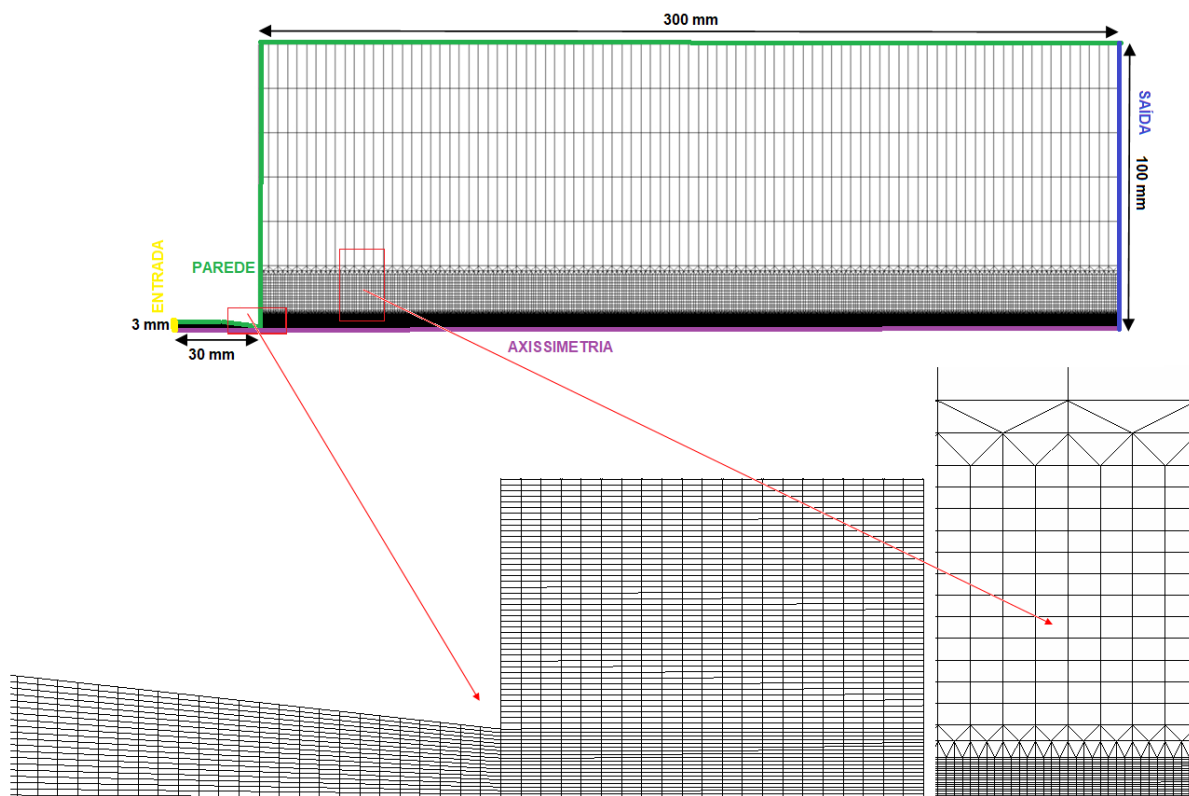 300 mm
SAÍDA
100 mm
ENTRADA
PAREDE
3 mm
30 mm
AXISSIMETRIA